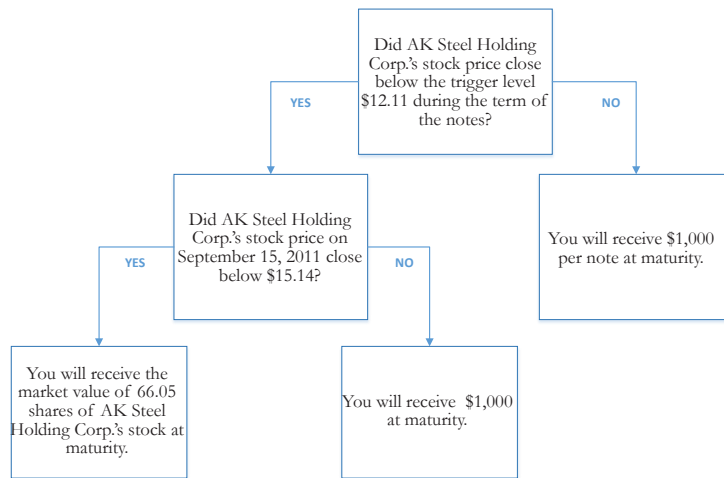 Did AK Steel Holding
Corp.'s stock price close
below the trigger level
$12.11 during the term of
the notes?
YES
NO
Did AK Steel Holding
Corp.'s stock price on
September 15, 2011 close
below $15.14?
You will receive $1,000
per note at maturity.
YES
NO
You will receive the
market value of 66.05
shares of AK Steel
Holding Corp.'s stock at
maturity.
You will receive $1,000
at maturity.